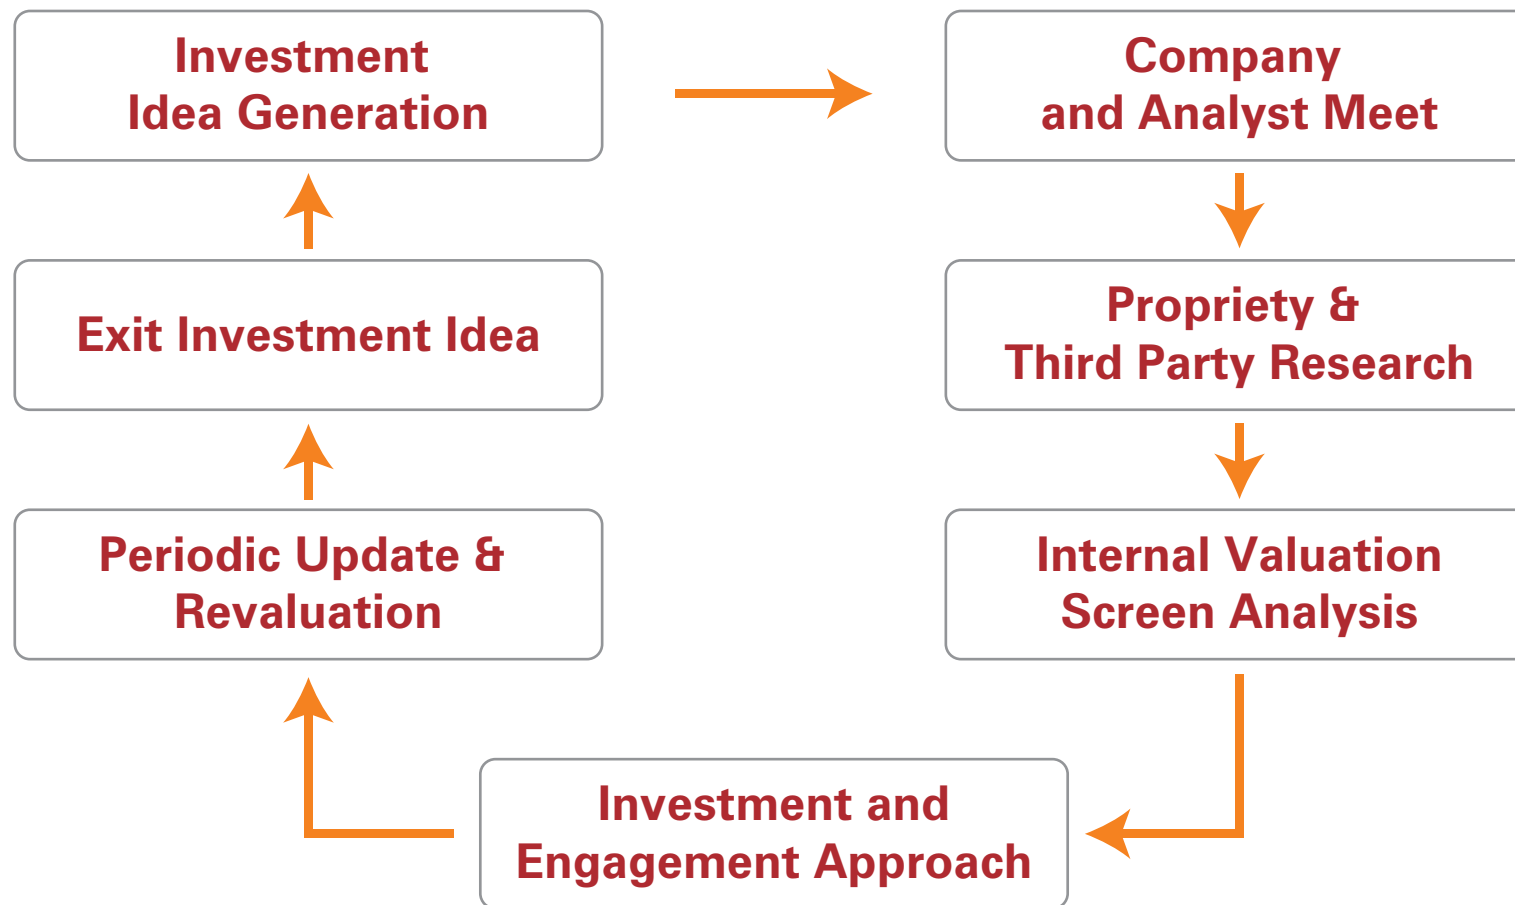 Investment
Idea Generation
Company
and Analyst Meet
Exit Investment Idea
Propriety &
Third Party Research
Periodic Update &
Revaluation
Internal Valuation
Screen Analysis
Investment and
Engagement Approach